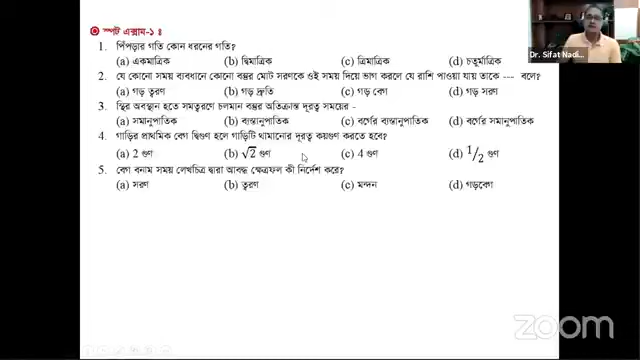 স্পট এক্সাম-১ ঃ
1. পিঁপড়ার গতি কোন ধরনের গতি?
(a) একমাত্রিক (b) দ্বিমাত্রিক (c) ত্রিমাত্রিক (d) চতুর্মাত্রিক
2. যে কোনো সময় ব্যবধানে কোনো বস্তুর মোট সরণকে ওই সময় দিয়ে ভাগ করলে যে রাশি পাওয়া যায় তাকে --- বলে?
(a) গড় ত্বরণ (b) গড় দ্রুতি (c) গড় বেগ (d) গড় সরণ
3. স্থির অবস্থান হতে সমত্বরণে চলমান বস্তুর অতিক্রান্ত দূরত্ব সময়ের -
(a) সমানুপাতিক (b) ব্যস্তানুপাতিক (c) বর্গের ব্যস্তানুপাতিক (d) বর্গের সমানুপাতিক
4. গাড়ির প্রাথমিক বেগ দ্বিগুণ হলে গাড়িটি থামানোর দূরত্ব কয়গুণ করতে হবে?
(a) 2 গুণ (b) √2 গুণ (c) 4 গুণ (d) 1/2 গুণ
5. বেগ বনাম সময় লেখচিত্র দ্বারা আবদ্ধ ক্ষেত্রফল কী নির্দেশ করে?
(a) সরণ (b) ত্বরণ (c) মন্দন (d) গড়বেগ
Dr. Sifat Nadi...
zoom